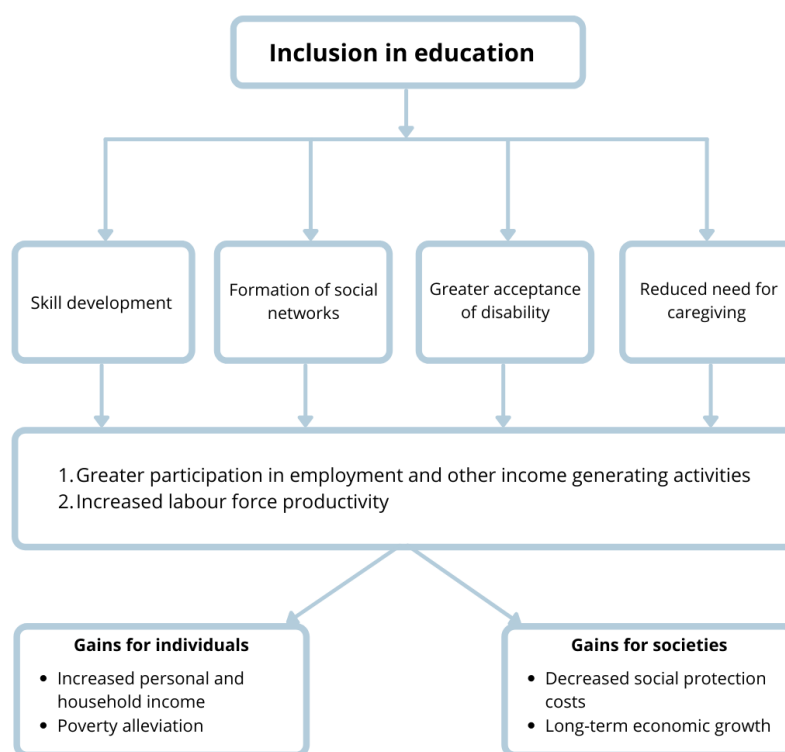 Inclusion in education
Skill development
Formation of social
networks
Greater acceptance
of disability
Reduced need for
caregiving
1. Greater participation in employment and other income generating activities
2. Increased labour force productivity
Gains for individuals
• Increased personal and
household income
• Poverty alleviation
Gains for societies
• Decreased social protection
costs
• Long-term economic growth